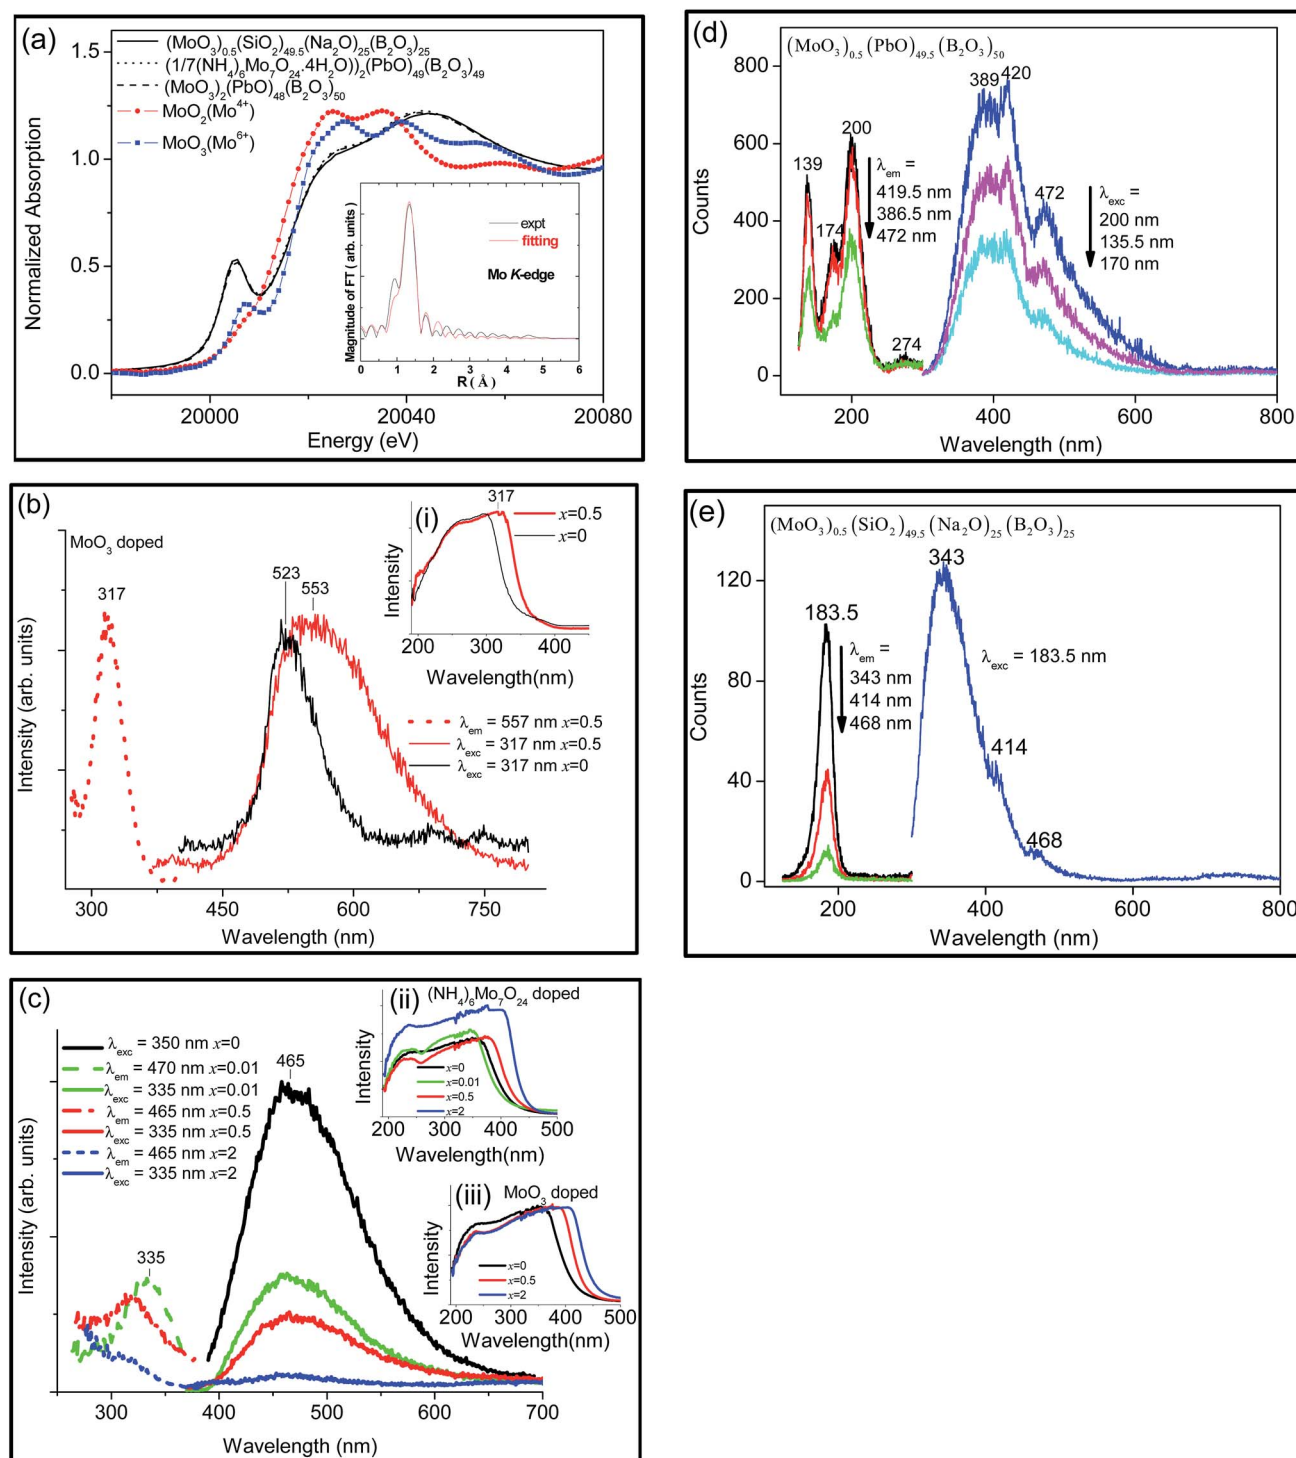 (a)
(MoO₃)₀.₅(SiO₂)₄₉.₅(Na₂O)₂₅(B₂O₃)₂₅
(1/7(NH₄)₆Mo₇O₂₄.4H₂O))₂(PbO)₄₉(B₂O₃)₄₉
(MoO₃)₂(PbO)₄₈(B₂O₃)₅₀
MoO₂(Mo⁴⁺)
MoO₃(Mo⁶⁺)
1.5
1.0
0.5
0.0
Normalized Absorption
20000 20040 20080
Energy (eV)
expt
fitting
Mo K-edge
Magnitude of FT ( arb. units )
0 1 2 3 4 5 6
R ( Å )
(b)
MoO₃ doped
317
523
553
Intensity (arb. units)
300 450 600 750
Wavelength (nm)
λem = 557 nm x=0.5
λexc = 317 nm x=0.5
λexc = 317 nm x=0
(i)
317
x=0.5
x=0
Intensity
200 300 400
Wavelength(nm)
(c)
λexc = 350 nm x=0
λem = 470 nm x=0.01
λexc = 335 nm x=0.01
λem = 465 nm x=0.5
λexc = 335 nm x=0.5
λem = 465 nm x=2
λexc = 335 nm x=2
465
335
Intensity (arb. units)
300 400 500 600 700
Wavelength (nm)
(ii)
(NH₄)₆Mo₇O₂₄ doped
x=0
x=0.01
x=0.5
x=2
Intensity
200 300 400 500
Wavelength(nm)
(iii)
MoO₃ doped
x=0
x=0.5
x=2
Intensity
200 300 400 500
Wavelength(nm)
(d)
(MoO₃)₀.₅(PbO)₄₉.₅(B₂O₃)₅₀
800
600
400
200
0
Counts
139
174
200
274
389
420
472
λem =
419.5 nm
386.5 nm
472 nm
λexc =
200 nm
135.5 nm
170 nm
200 400 600 800
Wavelength (nm)
(e)
(MoO₃)₀.₅(SiO₂)₄₉.₅(Na₂O)₂₅(B₂O₃)₂₅
120
80
40
0
Counts
183.5
343
414
468
λem =
343 nm
414 nm
468 nm
λexc = 183.5 nm
200 400 600 800
Wavelength (nm)